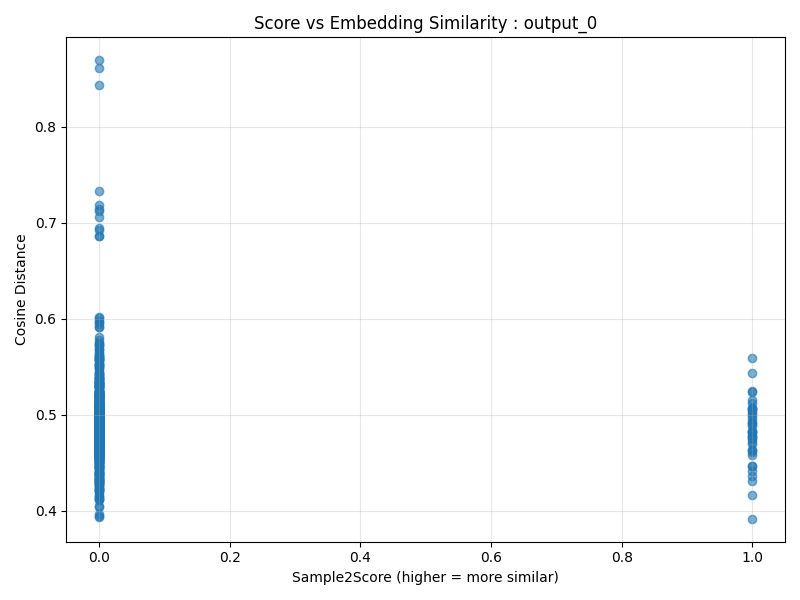 Score vs Embedding Similarity : output_0
Cosine Distance
0.8
0.7
0.6
0.5
0.4
0.0 0.2 0.4 0.6 0.8 1.0
Sample2Score (higher = more similar)